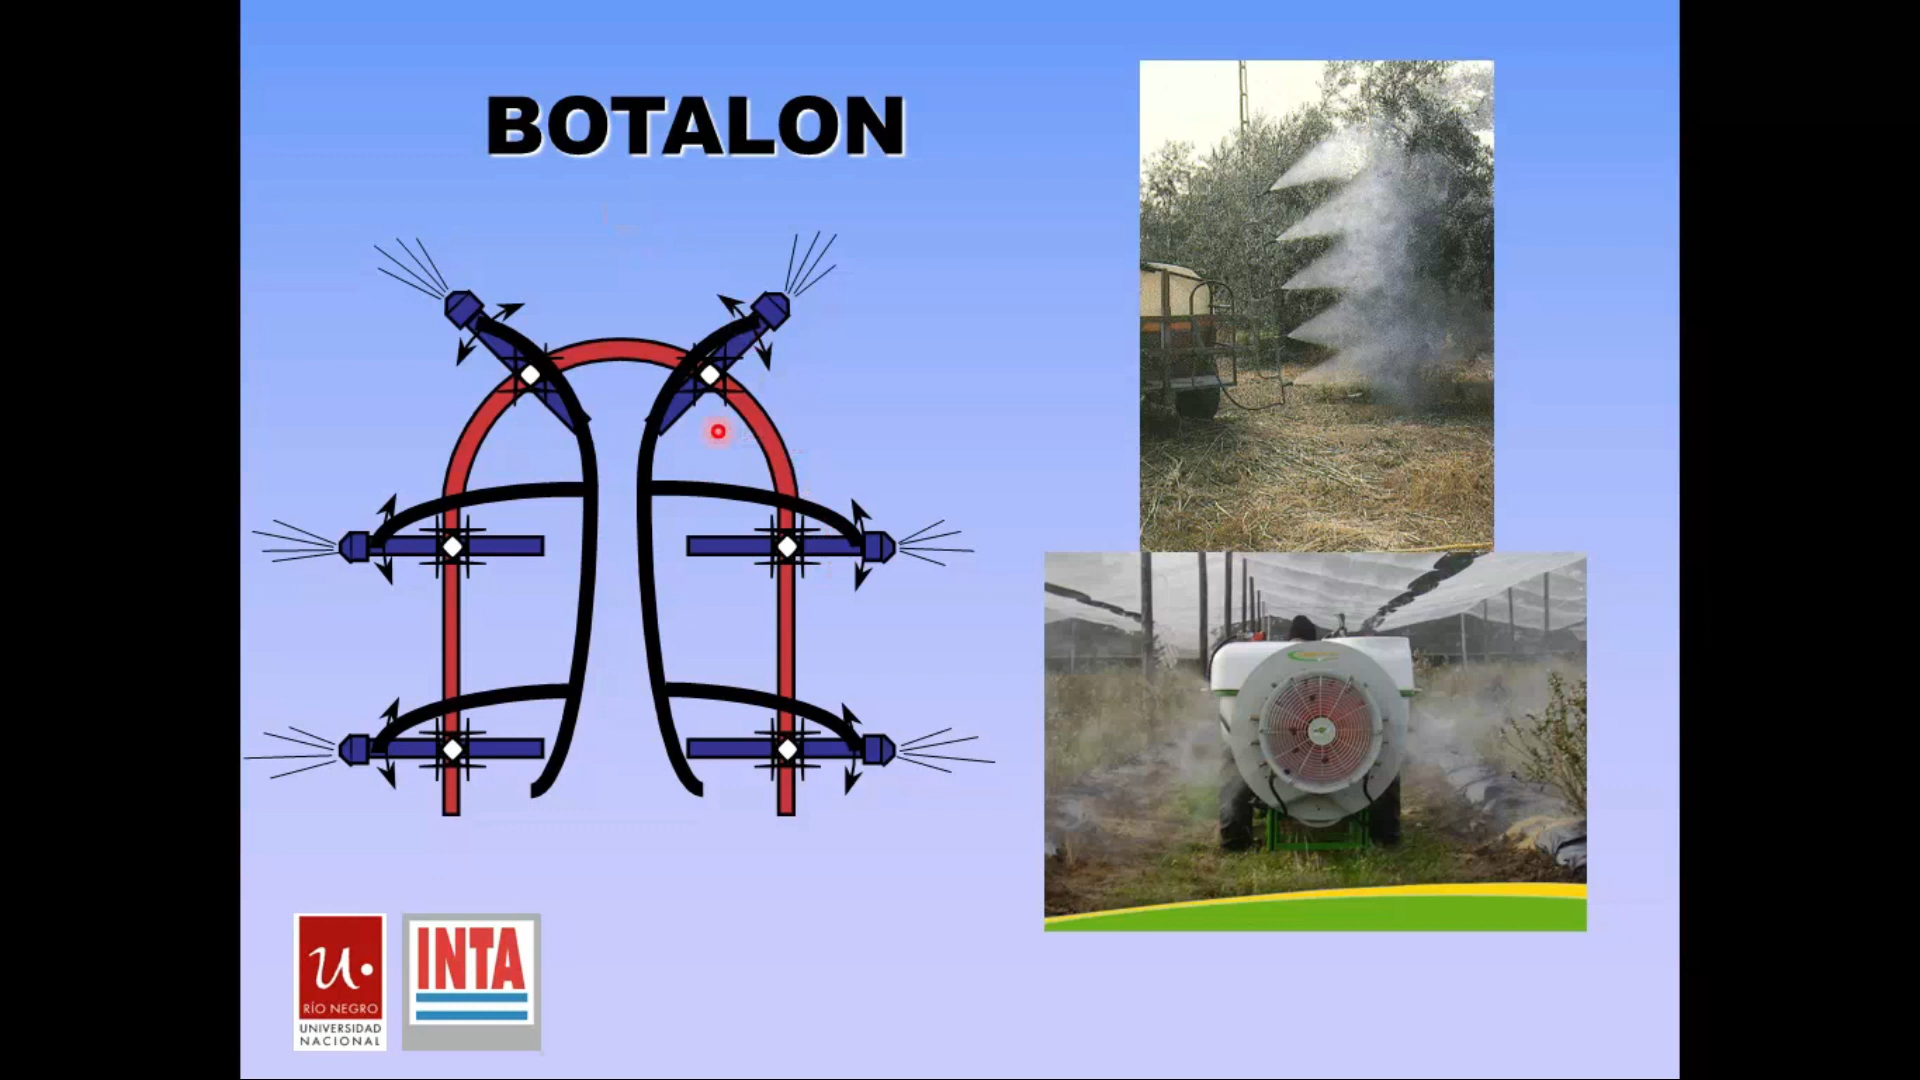 BOTALON
RÍO NEGRO
UNIVERSIDAD
NACIONAL
INTA